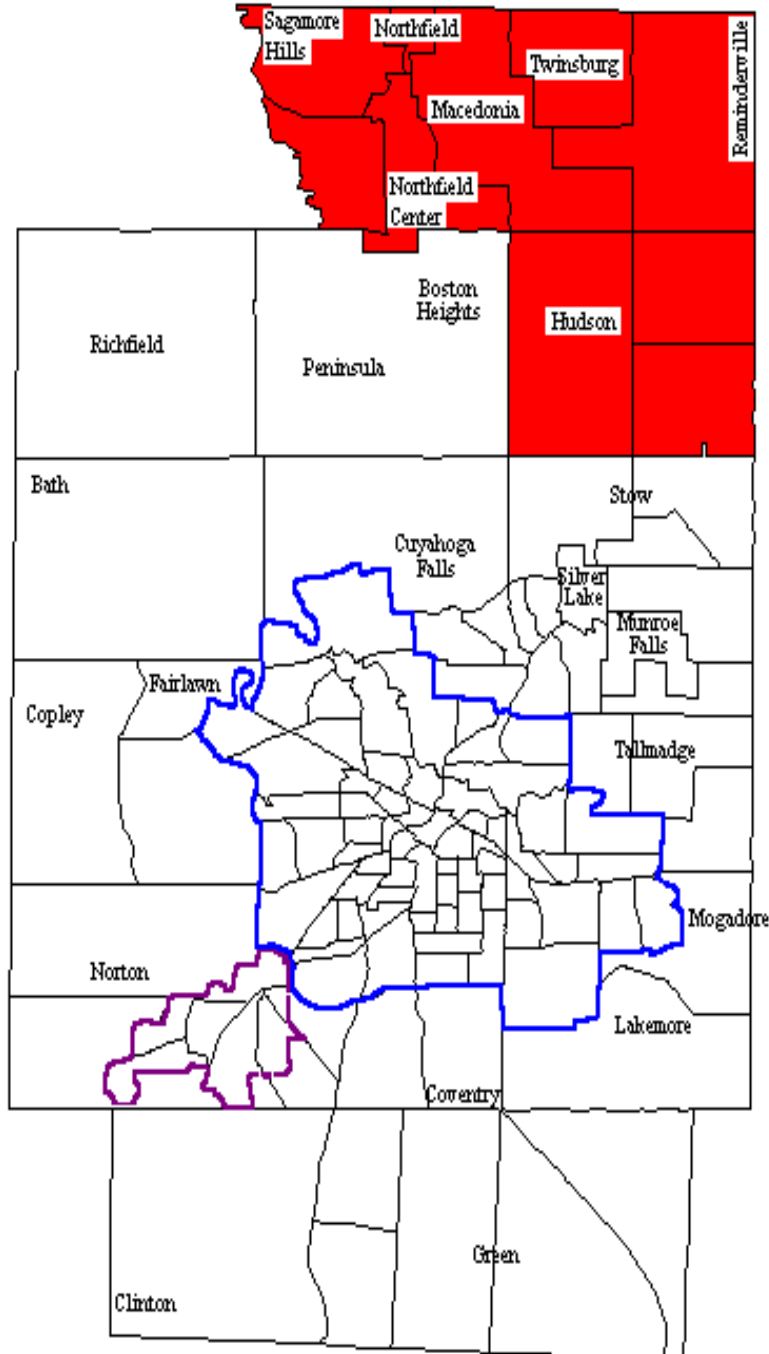 Sagamore
Hills
Northfield
Twinsburg
Reminderville
Macedonia
Northfield
Center
Boston
Heights
Hudson
Richfield
Peninsula
Bath
Stow
Cuyahoga
Falls
Silver
Lake
Munroe
Falls
Fairlawn
Copley
Tallmadge
Mogadore
Norton
Lakemore
Coventry
Green
Clinton